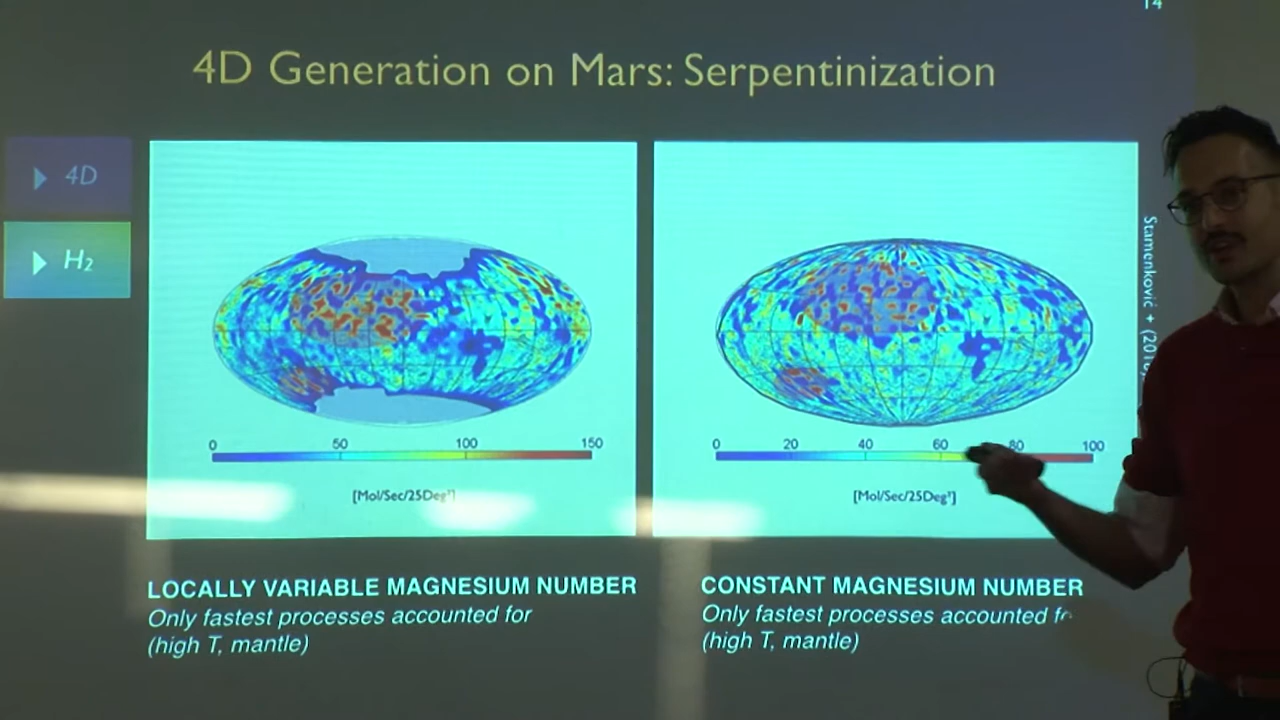 14
4D Generation on Mars: Serpentinization
4D
H₂
0 50 100 150
[Mol/Sec/25Deg²]
0 20 40 60 80 100
[Mol/Sec/25Deg²]
Stamenković +
LOCALLY VARIABLE MAGNESIUM NUMBER
Only fastest processes accounted for
(high T, mantle)
CONSTANT MAGNESIUM NUMBER
Only fastest processes accounted
(high T, mantle)